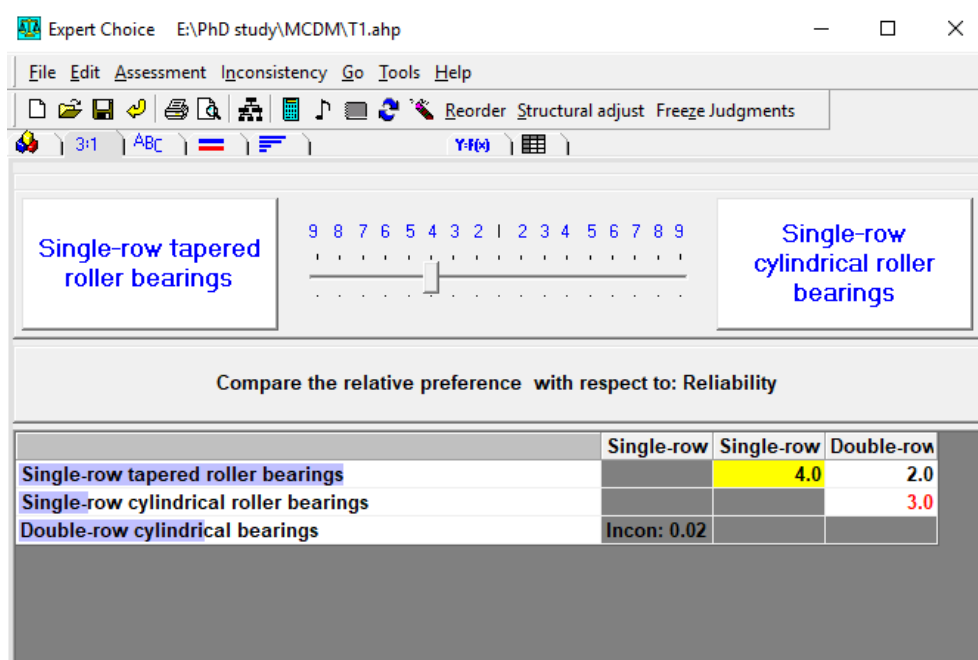 Expert Choice E:\PhD study\MCDM\T1.ahp
File Edit Assessment Inconsistency Go Tools Help
Reorder Structural adjust Freeze Judgments
3:1 ABC Y=F(x)
Single-row tapered
roller bearings
9 8 7 6 5 4 3 2 1 2 3 4 5 6 7 8 9
Single-row
cylindrical roller
bearings
Compare the relative preference with respect to: Reliability
Single-row Single-row Double-row
Single-row tapered roller bearings 4.0 2.0
Single-row cylindrical roller bearings 3.0
Double-row cylindrical bearings Incon: 0.02